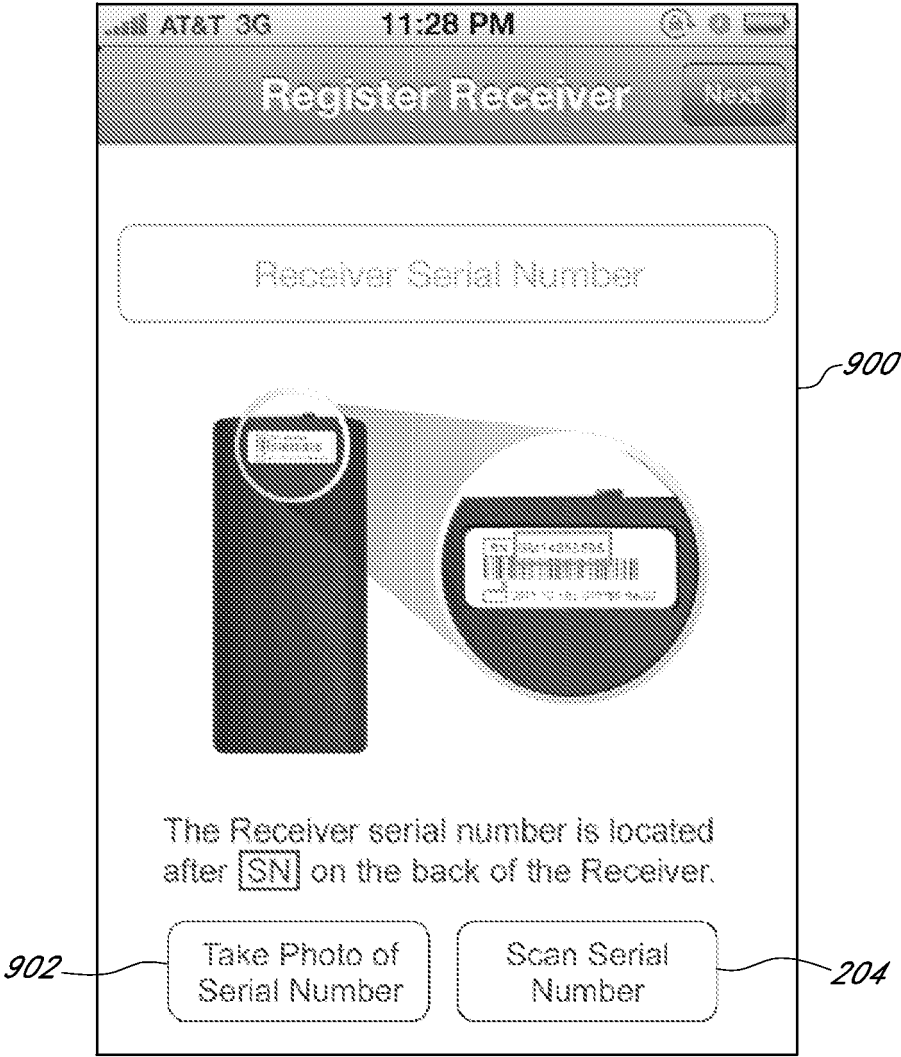 AT&T 3G 11:28 PM
Register Receiver Next
Receiver Serial Number
900
SN
The Receiver serial number is located
after SN on the back of the Receiver.
902
Take Photo of
Serial Number
Scan Serial
Number
204